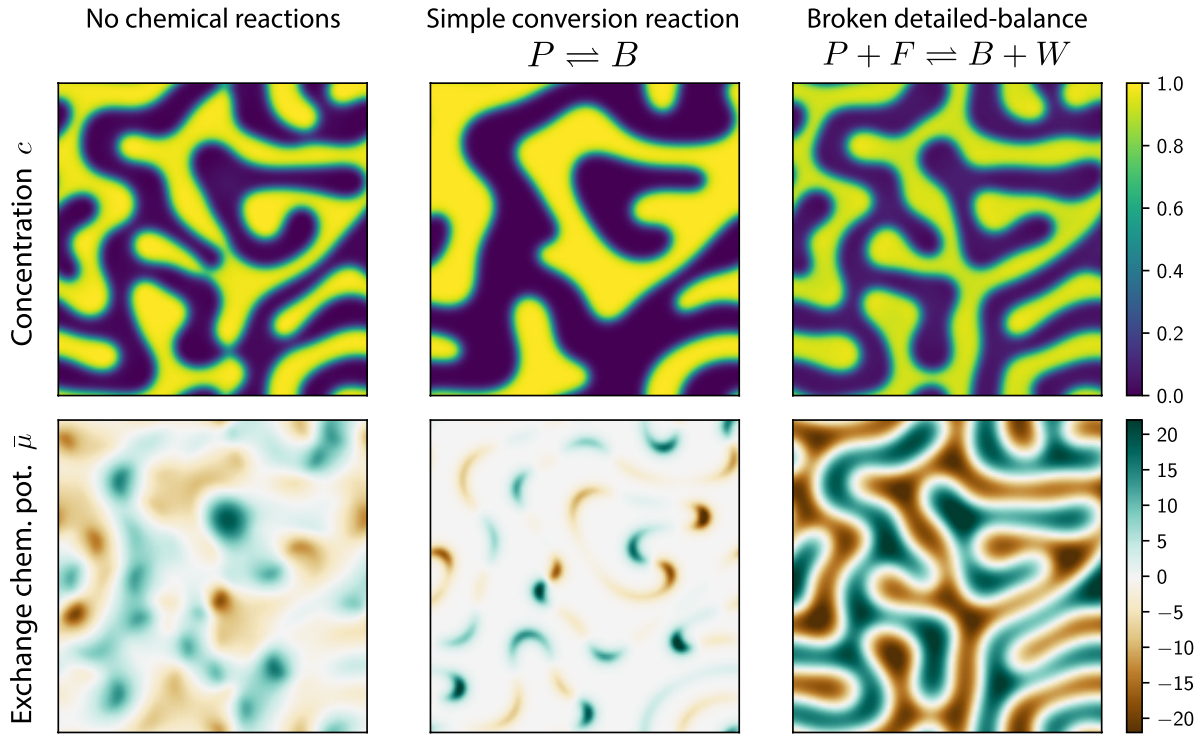 No chemical reactions
Simple conversion reaction
P ⇌ B
Broken detailed-balance
P + F ⇌ B + W
Concentration c
1.0
0.8
0.6
0.4
0.2
0.0
Exchange chem. pot. μ̄
20
15
10
5
0
−5
−10
−15
−20